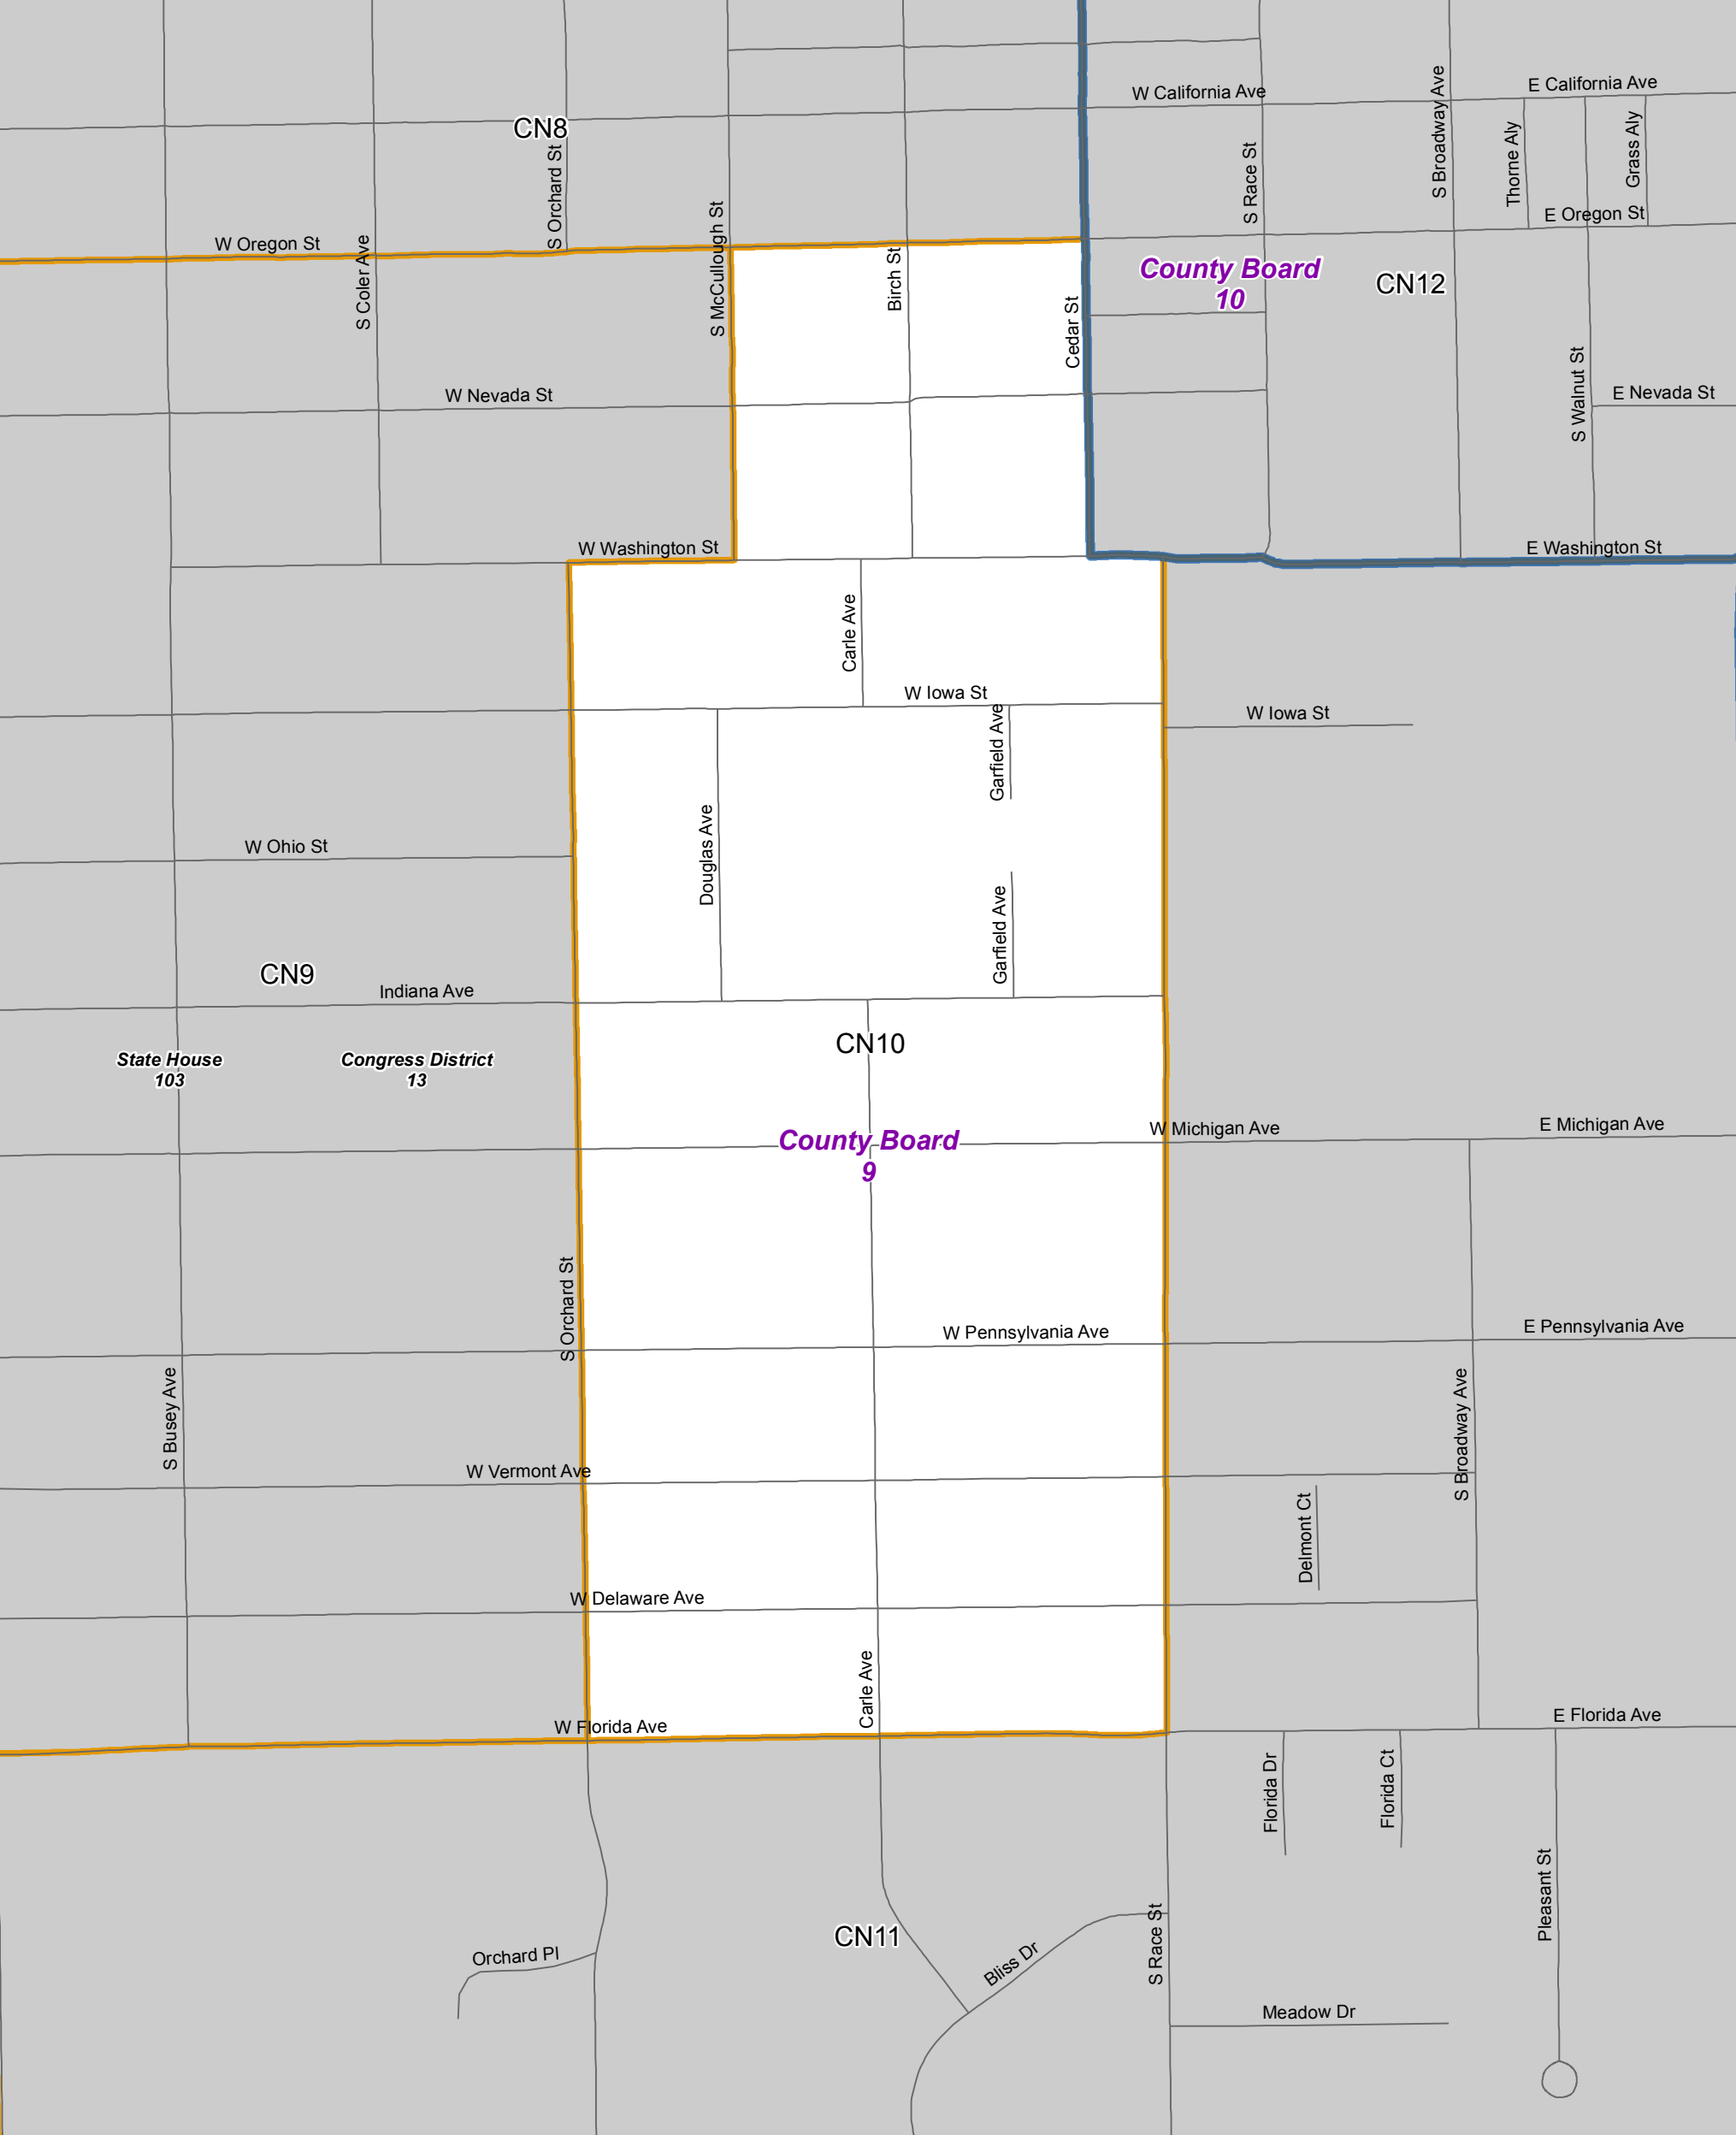 E California Ave
W California Ave
S Broadway Ave
Thorne Aly
Grass Aly
CN8
S Orchard St
S Race St
S McCullough St
E Oregon St
W Oregon St
S Coler Ave
Birch St
County Board
10
CN12
Cedar St
S Walnut St
W Nevada St
E Nevada St
W Washington St
E Washington St
Carle Ave
W Iowa St
Garfield Ave
W Iowa St
Douglas Ave
W Ohio St
Garfield Ave
CN9
Indiana Ave
CN10
State House
103
Congress District
13
County Board
9
W Michigan Ave
E Michigan Ave
S Orchard St
W Pennsylvania Ave
E Pennsylvania Ave
S Busey Ave
S Broadway Ave
W Vermont Ave
Delmont Ct
W Delaware Ave
Carle Ave
W Florida Ave
E Florida Ave
Florida Dr
Florida Ct
Pleasant St
CN11
S Race St
Orchard Pl
Bliss Dr
Meadow Dr